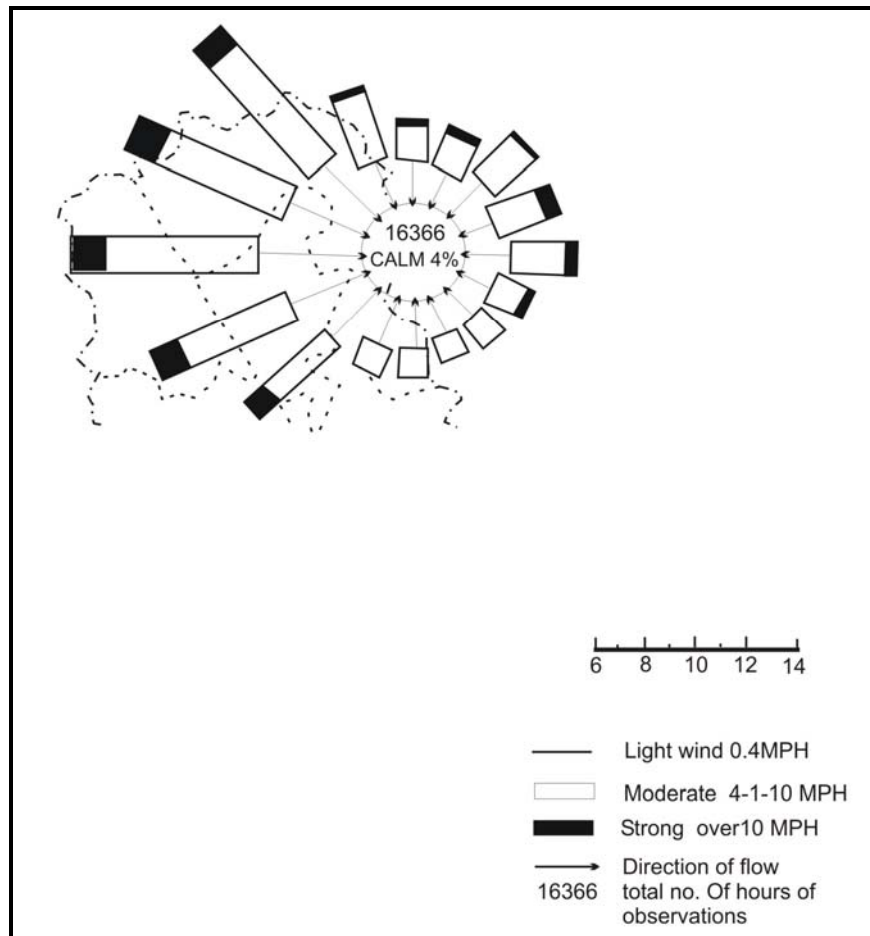 16366
CALM 4%
6 8 10 12 14
Light wind 0.4MPH
Moderate 4-1-10 MPH
Strong over10 MPH
Direction of flow
16366 total no. Of hours of
observations